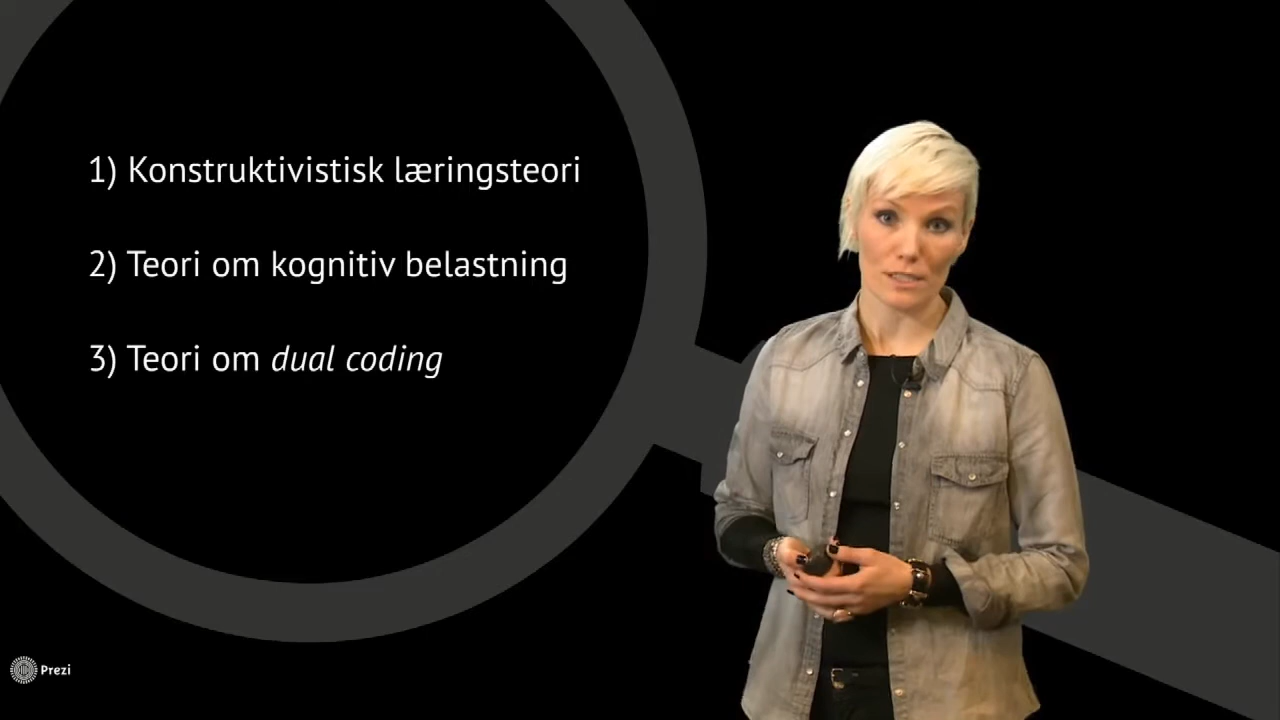 1) Konstruktivistisk læringsteori
2) Teori om kognitiv belastning
3) Teori om dual coding
Prezi